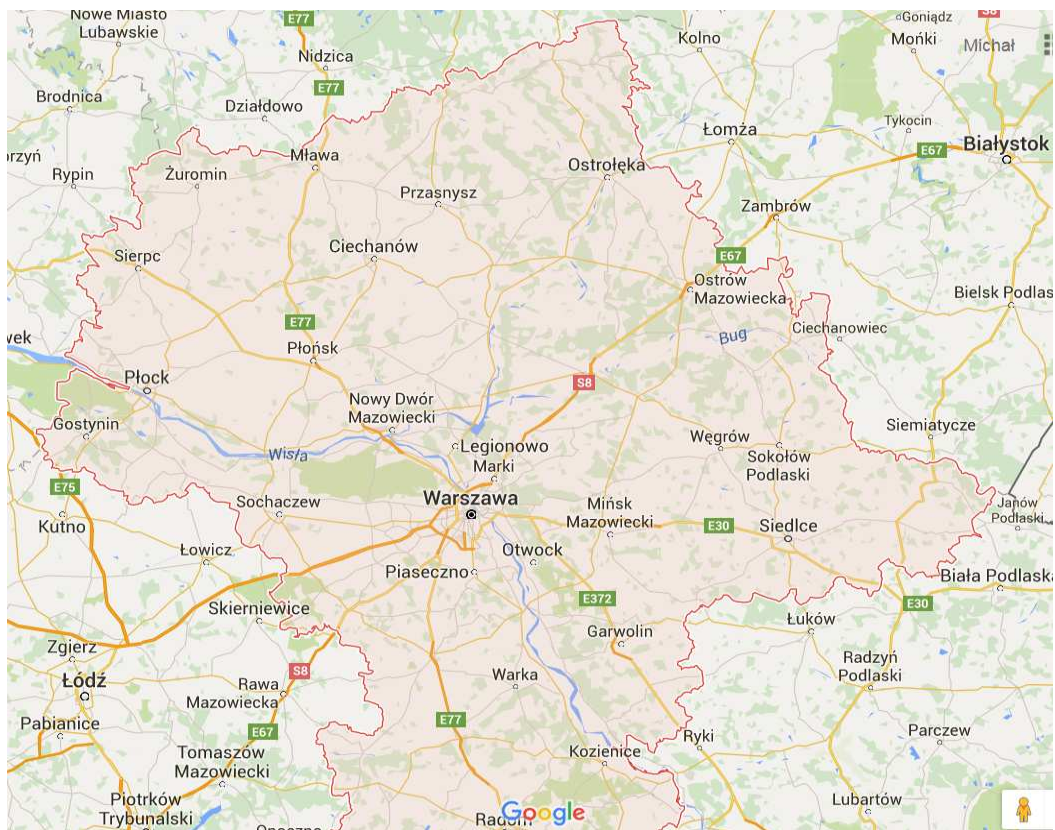 Nowe Miasto
Lubawskie
E77
Kolno
Goniądz
S8
Mońki
Michał
Nidzica
E77
Brodnica
Działdowo
Tykocin
Łomża
E67
Białystok
Mława
Rypin
Żuromin
Ostrołęka
Przasnysz
Zambrów
Ciechanów
Sierpc
E67
Ostrów
Mazowiecka
Bielsk Podlas
E77
Bug
Ciechanowiec
Płońsk
Płock
S8
Nowy Dwór
Mazowiecki
Gostynin
Siemiatycze
Węgrów
Legionowo
Wisła
Sokołów
Podlaski
Marki
E75
Sochaczew
Warszawa
Mińsk
Mazowiecki
Janów
Podlaski
Kutno
E30
Siedlce
Łowicz
Otwock
Piaseczno
Biała Podlaska
E372
E30
Skierniewice
Łuków
Garwolin
Zgierz
Radzyń
Podlaski
S8
Łódź
Warka
Rawa
Mazowiecka
Pabianice
E77
E67
Parczew
Ryki
Tomaszów
Mazowiecki
Kozienice
Piotrków
Trybunalski
Lubartów
Google